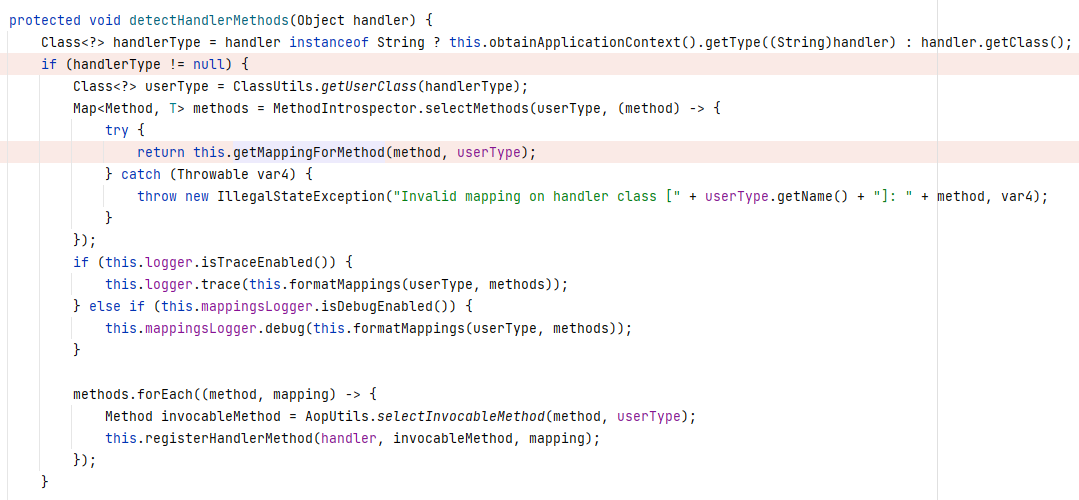 protected void detectHandlerMethods(Object handler) {
Class<?> handlerType = handler instanceof String ? this.obtainApplicationContext().getType((String)handler) : handler.getClass();
if (handlerType != null) {
Class<?> userType = ClassUtils.getUserClass(handlerType);
Map<Method, T> methods = MethodIntrospector.selectMethods(userType, (method) -> {
try {
return this.getMappingForMethod(method, userType);
} catch (Throwable var4) {
throw new IllegalStateException("Invalid mapping on handler class [" + userType.getName() + "]: " + method, var4);
}
});
if (this.logger.isTraceEnabled()) {
this.logger.trace(this.formatMappings(userType, methods));
} else if (this.mappingsLogger.isDebugEnabled()) {
this.mappingsLogger.debug(this.formatMappings(userType, methods));
}
methods.forEach((method, mapping) -> {
Method invocableMethod = AopUtils.selectInvocableMethod(method, userType);
this.registerHandlerMethod(handler, invocableMethod, mapping);
});
}